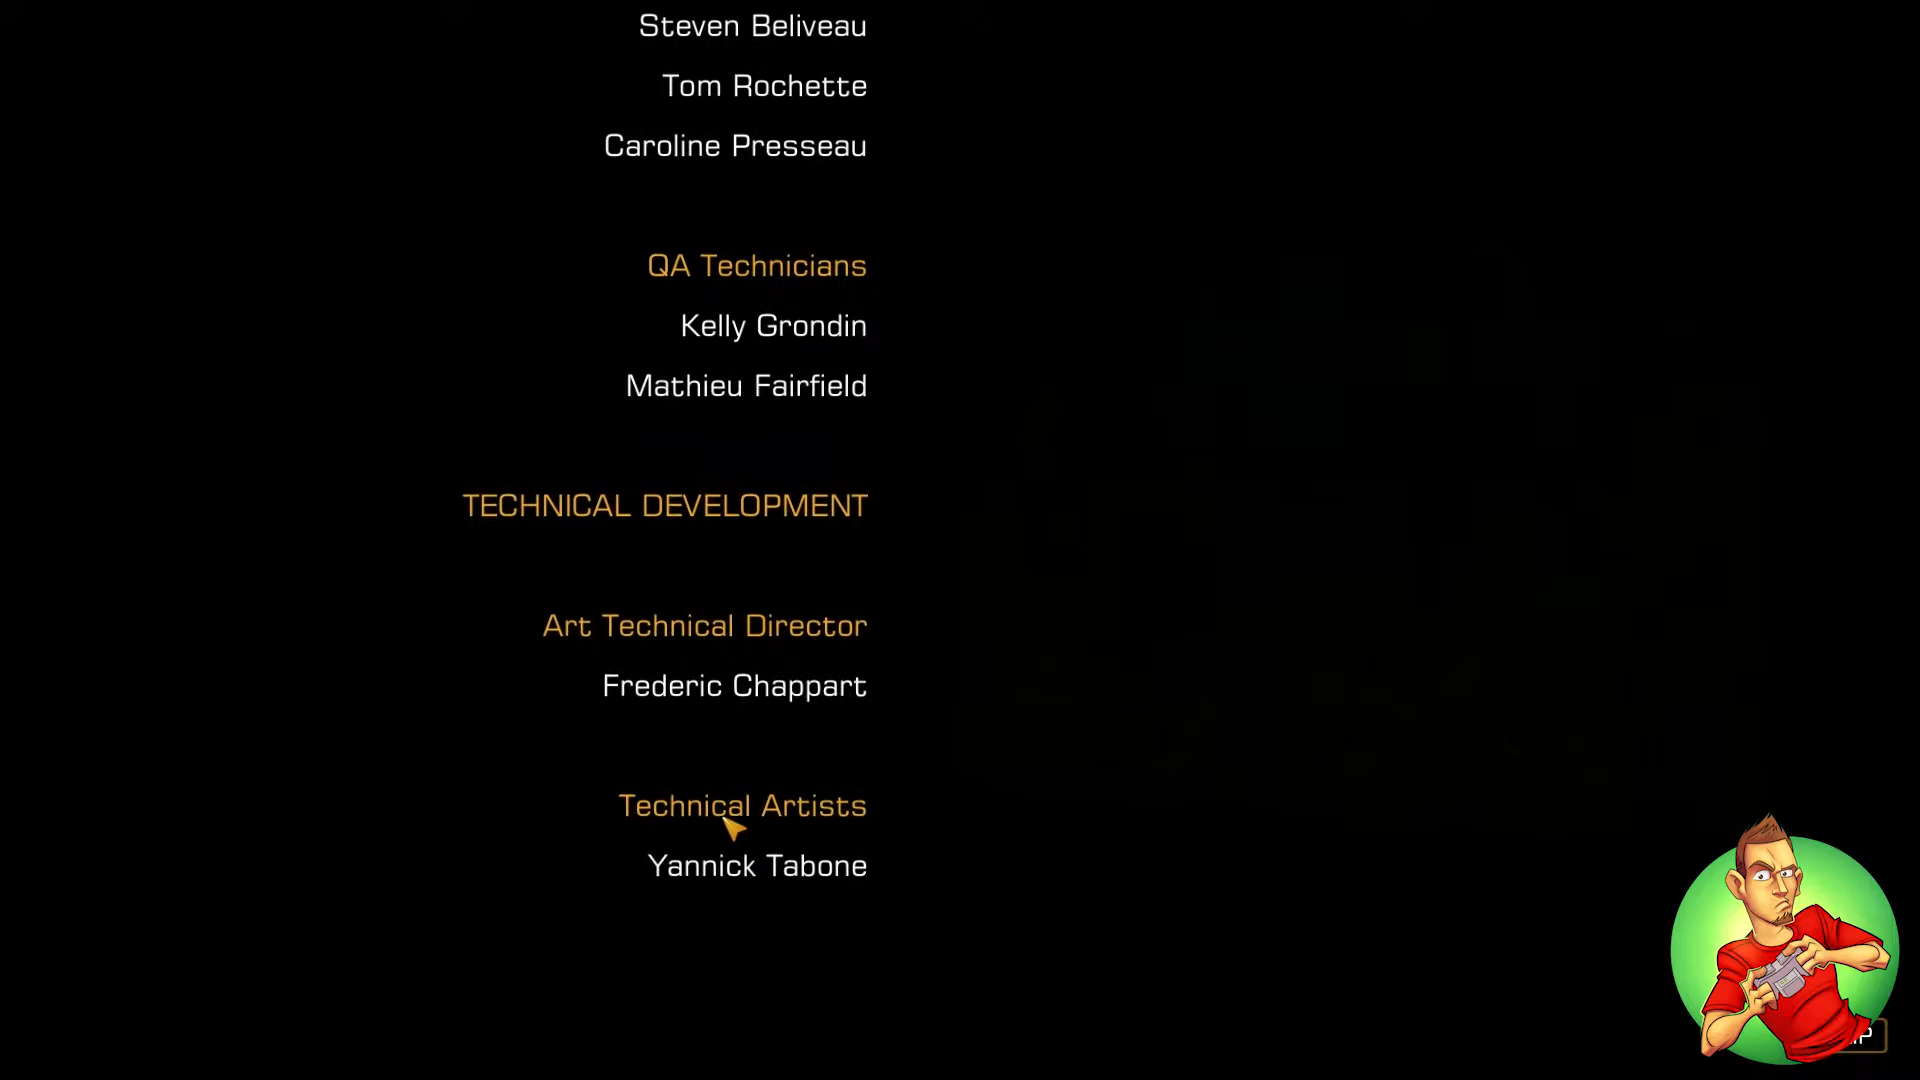 Steven Beliveau
Tom Rochette
Caroline Presseau
QA Technicians
Kelly Grondin
Mathieu Fairfield
TECHNICAL DEVELOPMENT
Art Technical Director
Frederic Chappart
Technical Artists
Yannick Tabone